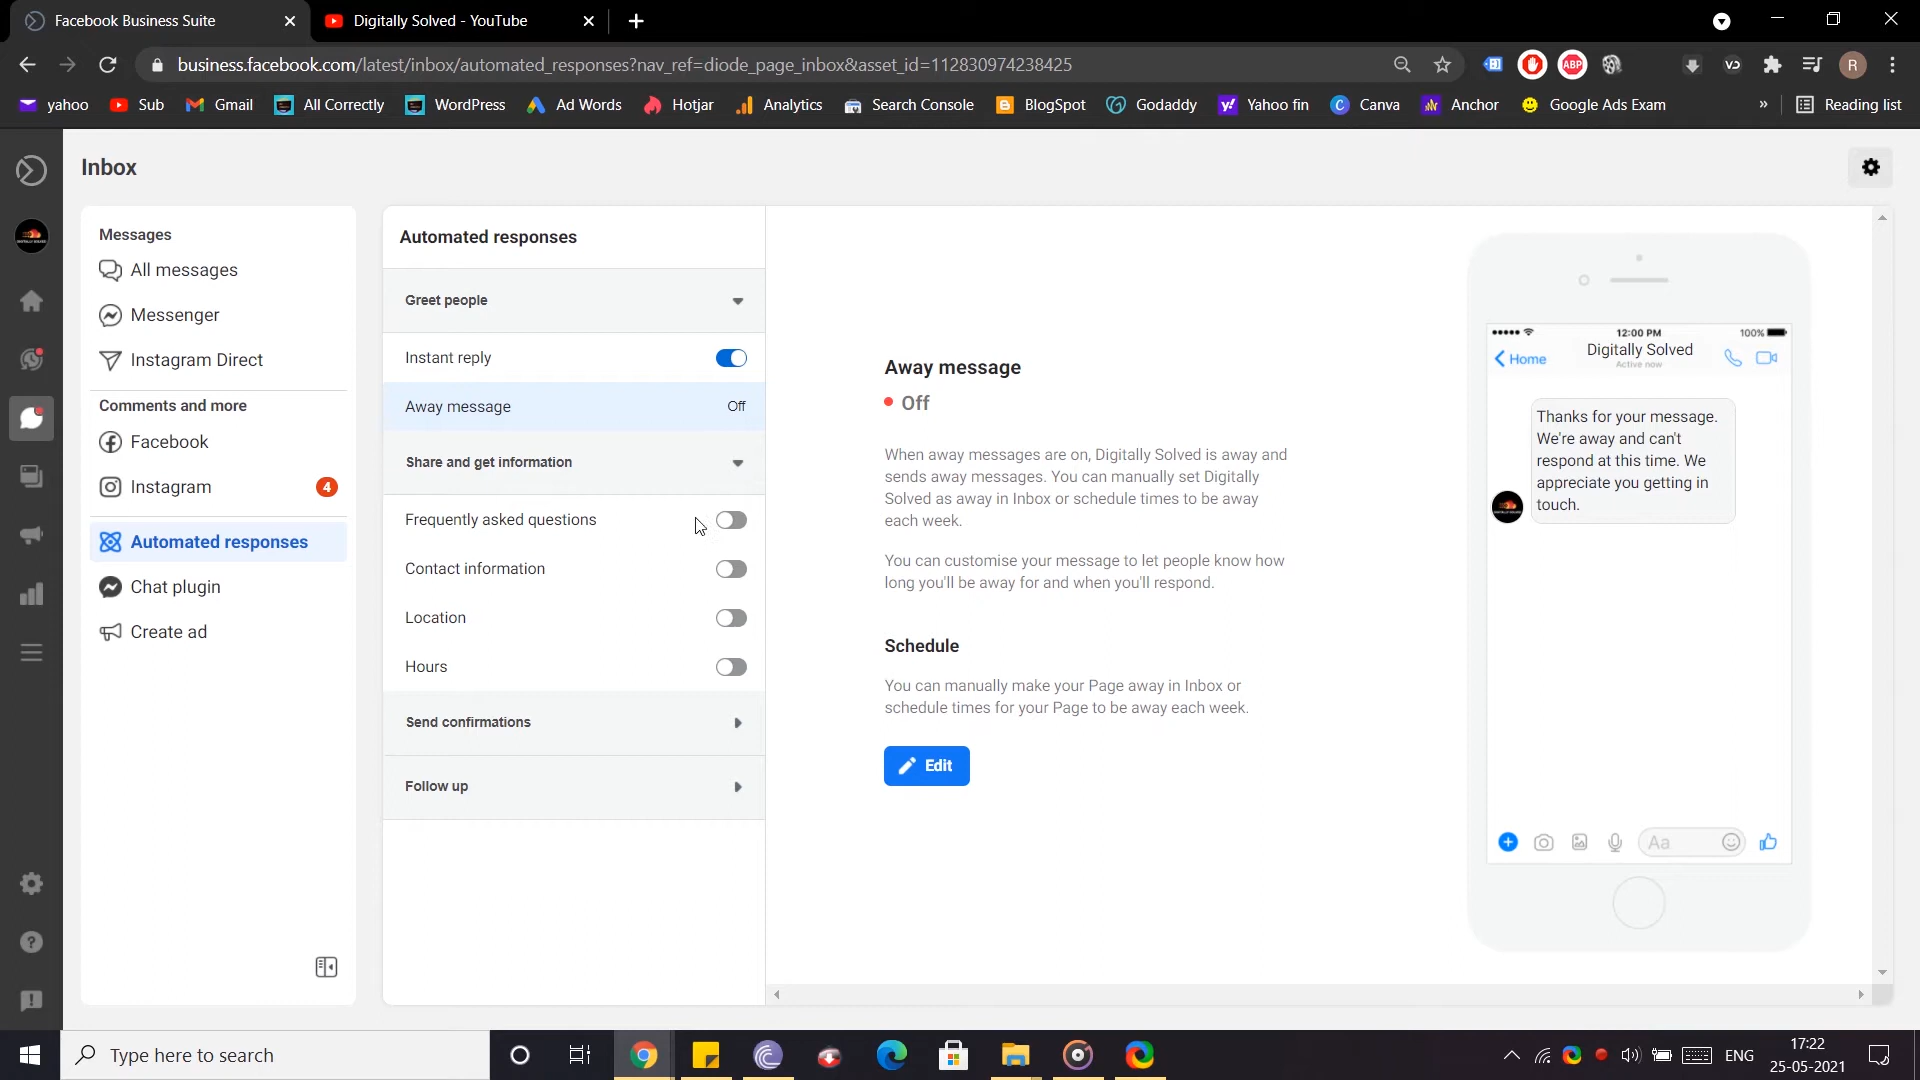 Facebook Business Suite
Digitally Solved - YouTube
business.facebook.com/latest/inbox/automated_responses?nav_ref=diode_page_inbox&asset_id=112830974238425
ABP
R
yahoo
Sub
Gmail
All Correctly
WordPress
Ad Words
Hotjar
Analytics
Search Console
BlogSpot
Godaddy
Yahoo fin
Canva
Anchor
Google Ads Exam
»
Reading list
Inbox
Messages
All messages
Messenger
Instagram Direct
Comments and more
Facebook
Instagram
4
Automated responses
Chat plugin
Create ad
Automated responses
Greet people
Instant reply
Away message
Off
Share and get information
Frequently asked questions
Contact information
Location
Hours
Send confirmations
Follow up
Away message
Off
When away messages are on, Digitally Solved is away and
sends away messages. You can manually set Digitally
Solved as away in Inbox or schedule times to be away
each week.
You can customise your message to let people know how
long you'll be away for and when you'll respond.
Schedule
You can manually make your Page away in Inbox or
schedule times for your Page to be away each week.
Edit
12:00 PM
100%
Home
Digitally Solved
Active now
Thanks for your message.
We're away and can't
respond at this time. We
appreciate you getting in
touch.
Aa
Type here to search
ENG
17:22
25-05-2021